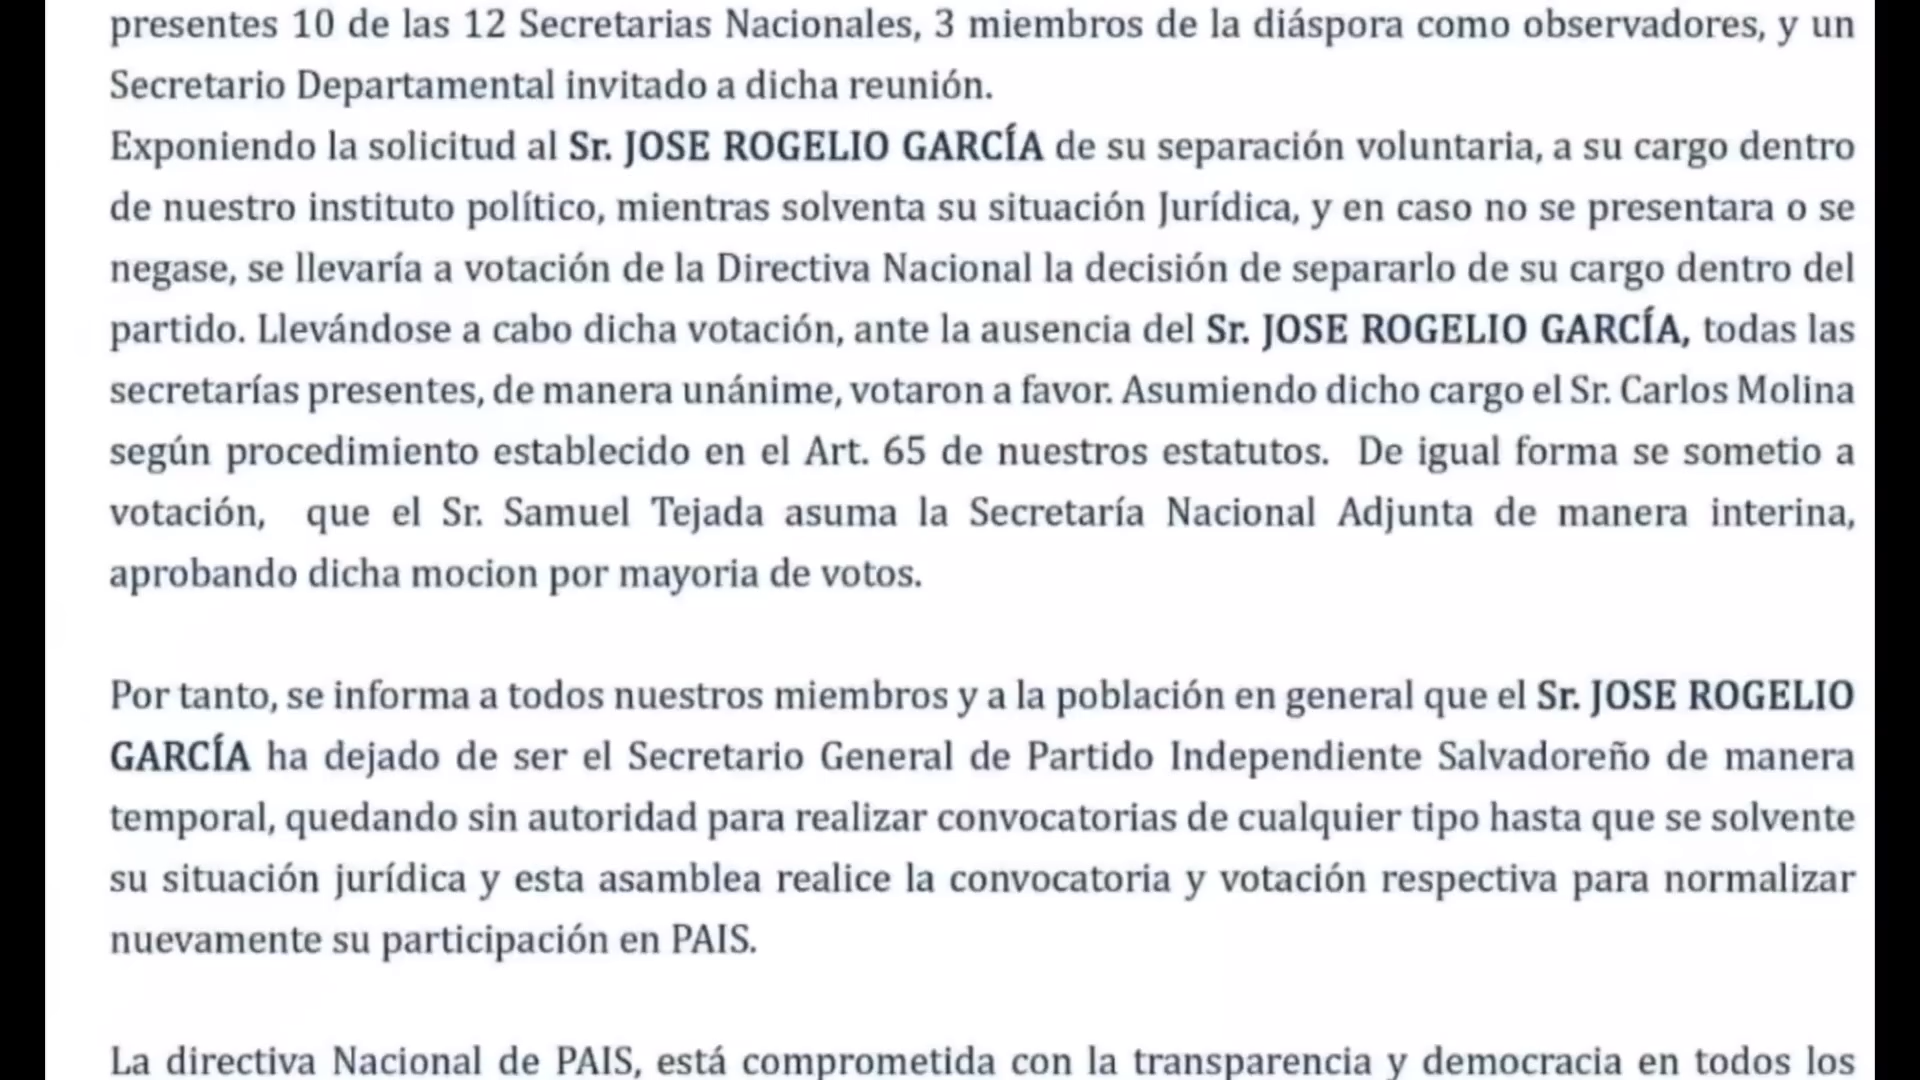 presentes 10 de las 12 Secretarias Nacionales, 3 miembros de la diáspora como observadores, y un
Secretario Departamental invitado a dicha reunión.
Exponiendo la solicitud al Sr. JOSE ROGELIO GARCÍA de su separación voluntaria, a su cargo dentro
de nuestro instituto político, mientras solventa su situación Jurídica, y en caso no se presentara o se
negase, se llevaría a votación de la Directiva Nacional la decisión de separarlo de su cargo dentro del
partido. Llevándose a cabo dicha votación, ante la ausencia del Sr. JOSE ROGELIO GARCÍA, todas las
secretarías presentes, de manera unánime, votaron a favor. Asumiendo dicho cargo el Sr. Carlos Molina
según procedimiento establecido en el Art. 65 de nuestros estatutos. De igual forma se sometio a
votación, que el Sr. Samuel Tejada asuma la Secretaría Nacional Adjunta de manera interina,
aprobando dicha mocion por mayoria de votos.
Por tanto, se informa a todos nuestros miembros y a la población en general que el Sr. JOSE ROGELIO
GARCÍA ha dejado de ser el Secretario General de Partido Independiente Salvadoreño de manera
temporal, quedando sin autoridad para realizar convocatorias de cualquier tipo hasta que se solvente
su situación jurídica y esta asamblea realice la convocatoria y votación respectiva para normalizar
nuevamente su participación en PAIS.
La directiva Nacional de PAIS, está comprometida con la transparencia y democracia en todos los